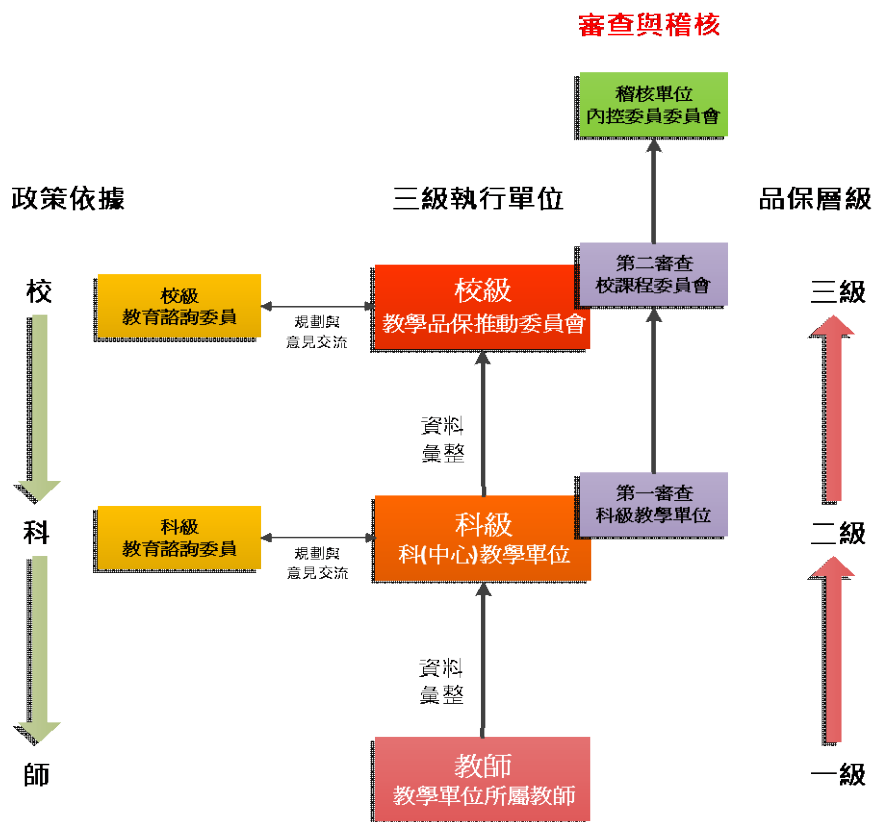 審查與稽核
稽核單位
內控委員委員會
政策依據
三級執行單位
品保層級
校
校級
教育諮詢委員
規劃與
意見交流
校級
教學品保推動委員會
第二審查
校課程委員會
三級
資料
彙整
科
科級
教育諮詢委員
規劃與
意見交流
科級
科(中心)教學單位
第一審查
科級教學單位
二級
資料
彙整
師
教師
教學單位所屬教師
一級